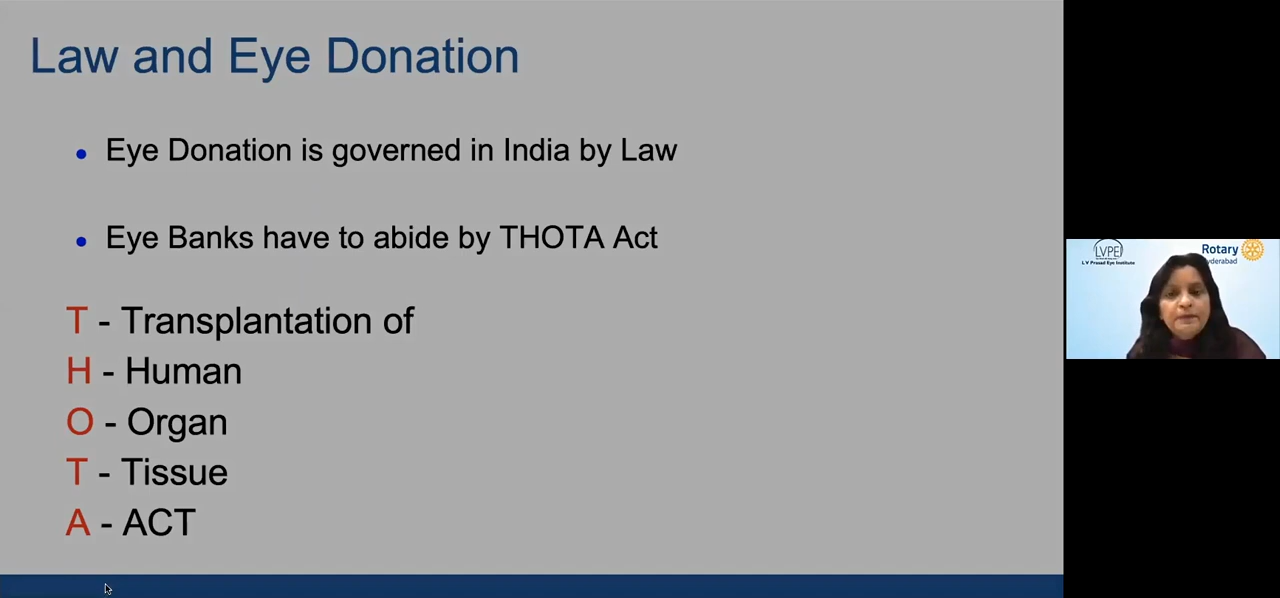 Law and Eye Donation
• Eye Donation is governed in India by Law
• Eye Banks have to abide by THOTA Act
T - Transplantation of
H - Human
O - Organ
T - Tissue
A - ACT
LVPEI
L V Prasad Eye Institute
Rotary